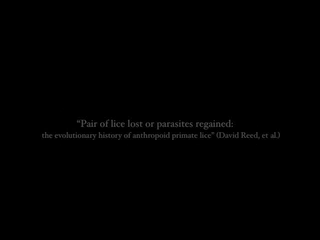 “Pair of lice lost or parasites regained:
the evolutionary history of anthropoid primate lice” (David Reed, et al.)